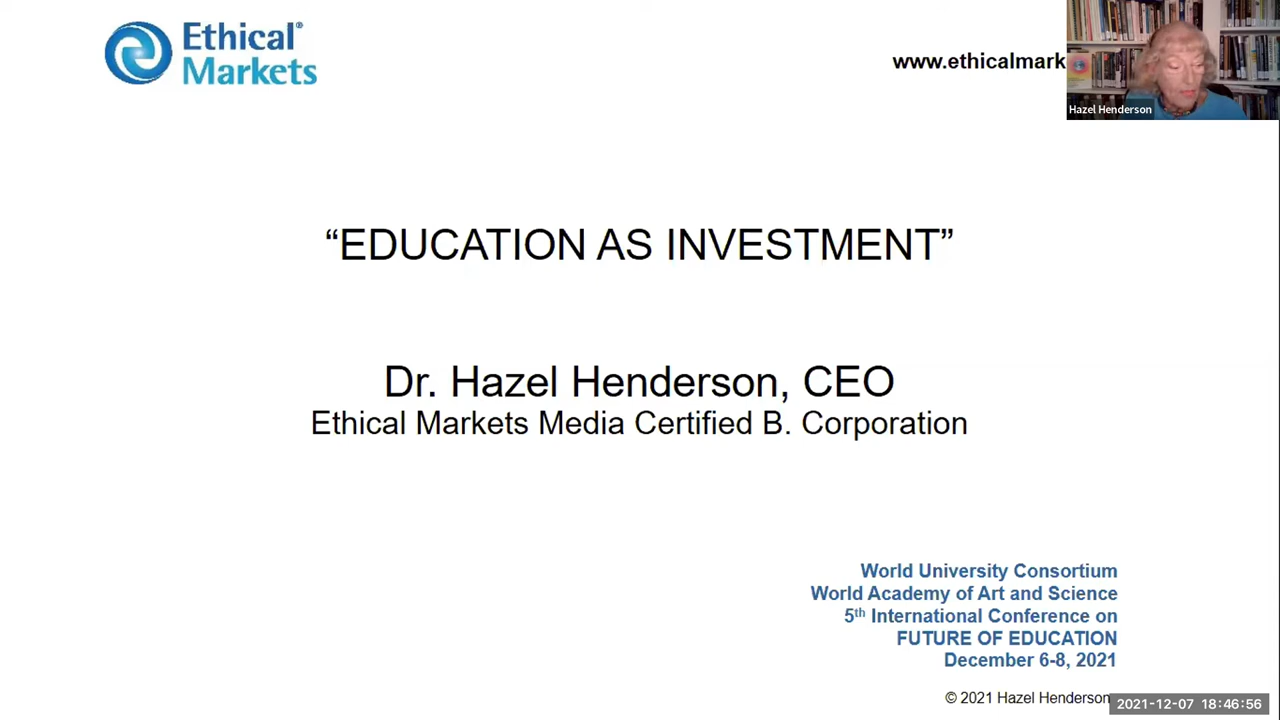 Ethical®
Markets
www.ethicalmark
Hazel Henderson
“EDUCATION AS INVESTMENT”
Dr. Hazel Henderson, CEO
Ethical Markets Media Certified B. Corporation
World University Consortium
World Academy of Art and Science
5th International Conference on
FUTURE OF EDUCATION
December 6-8, 2021
© 2021 Hazel Henderson
2021-12-07 18:46:56